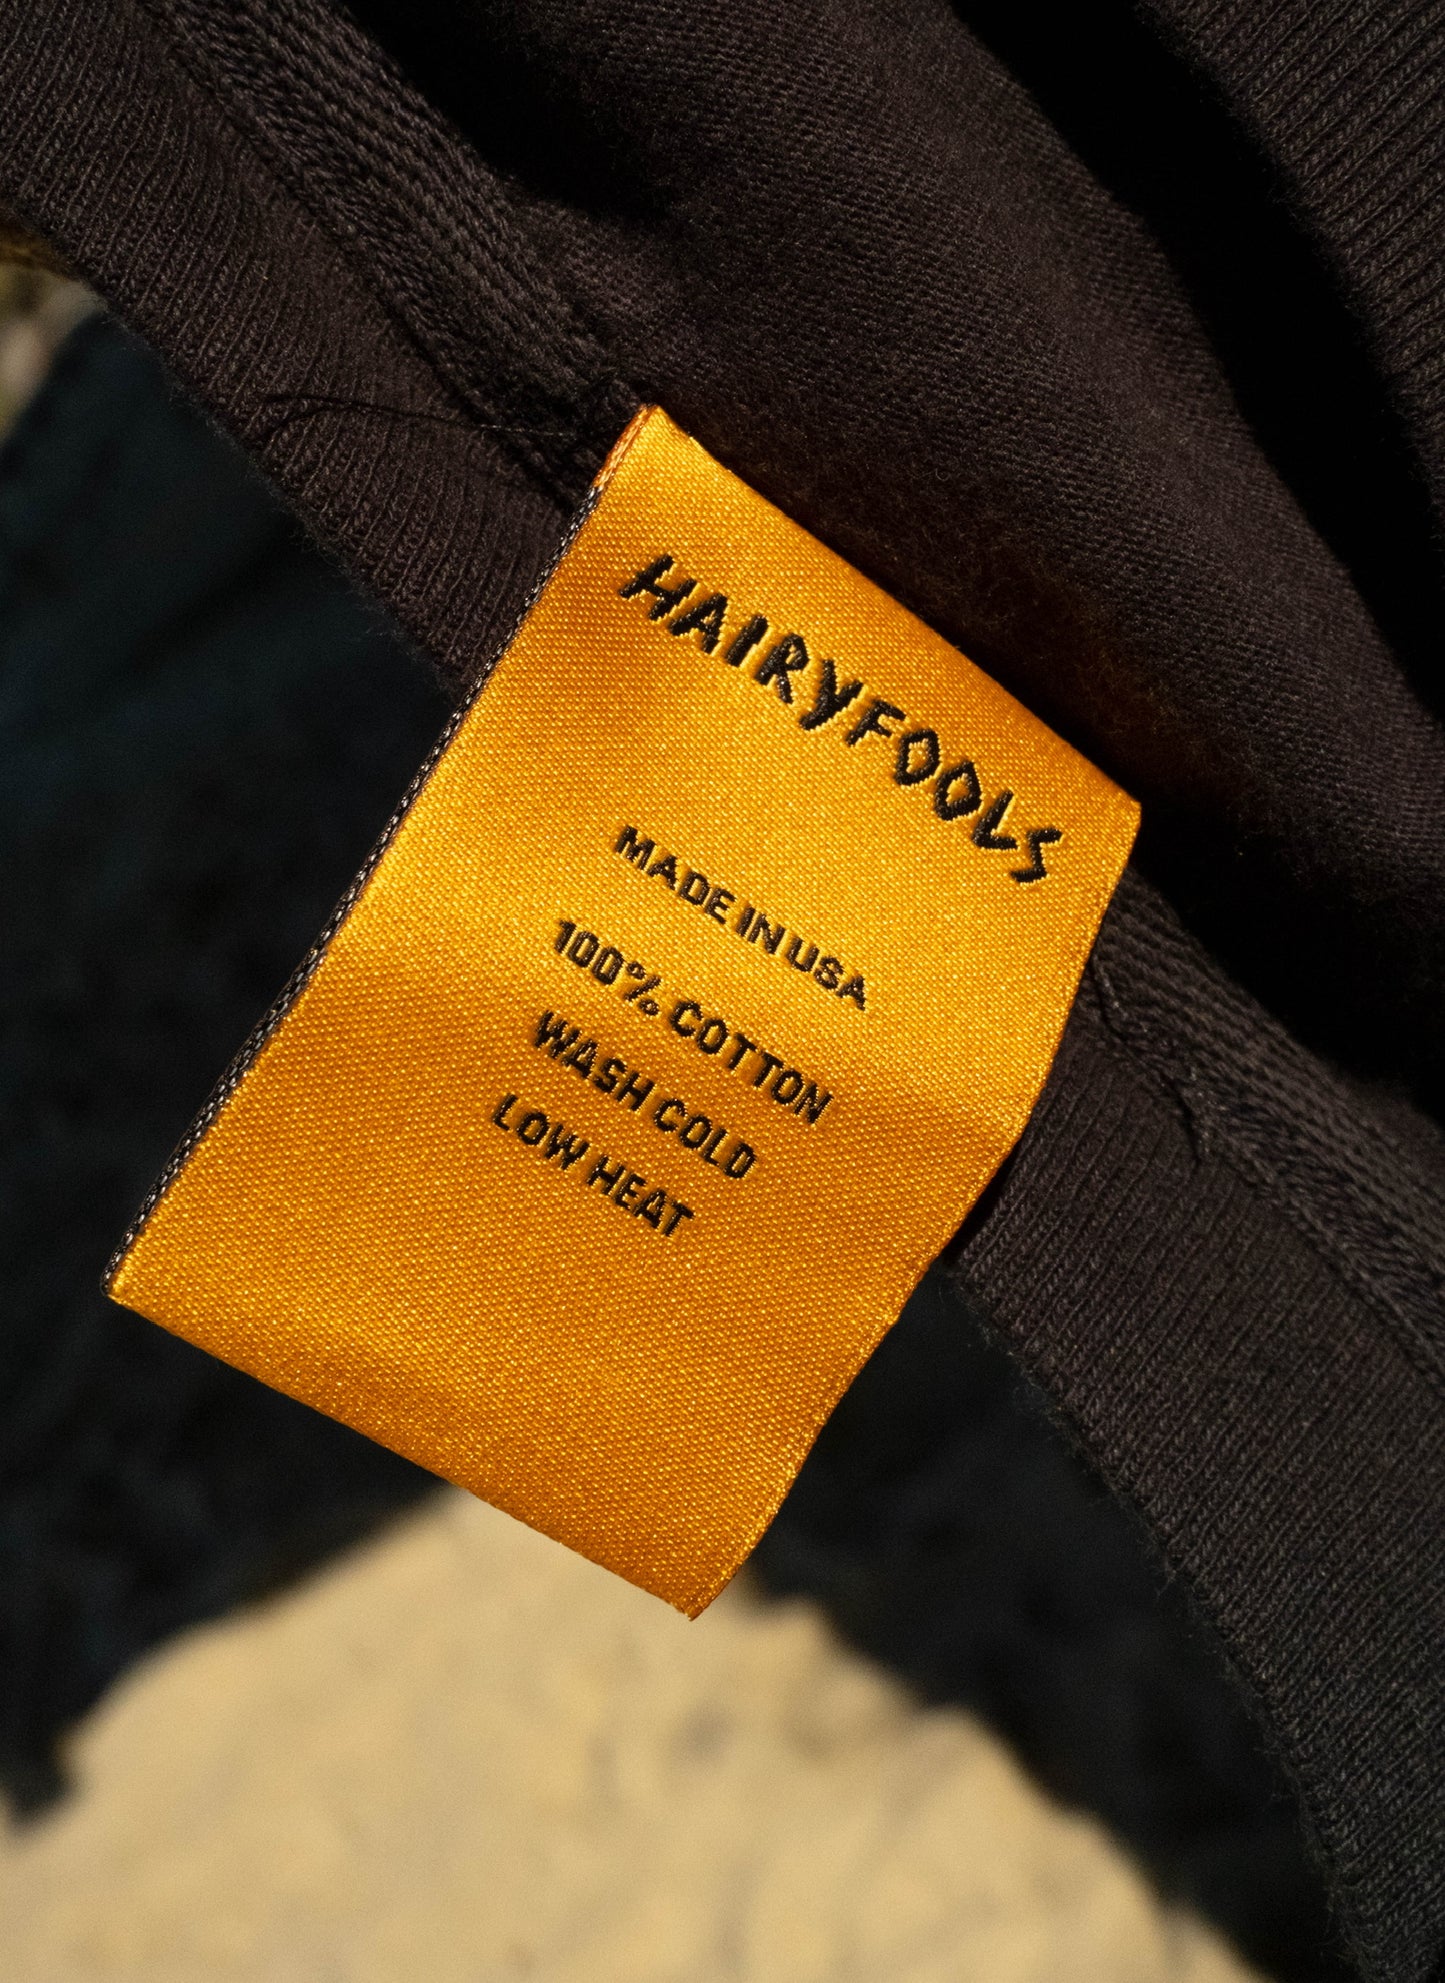 HAIRYFOOLS
MADE IN USA
100% COTTON
WASH COLD
LOW HEAT